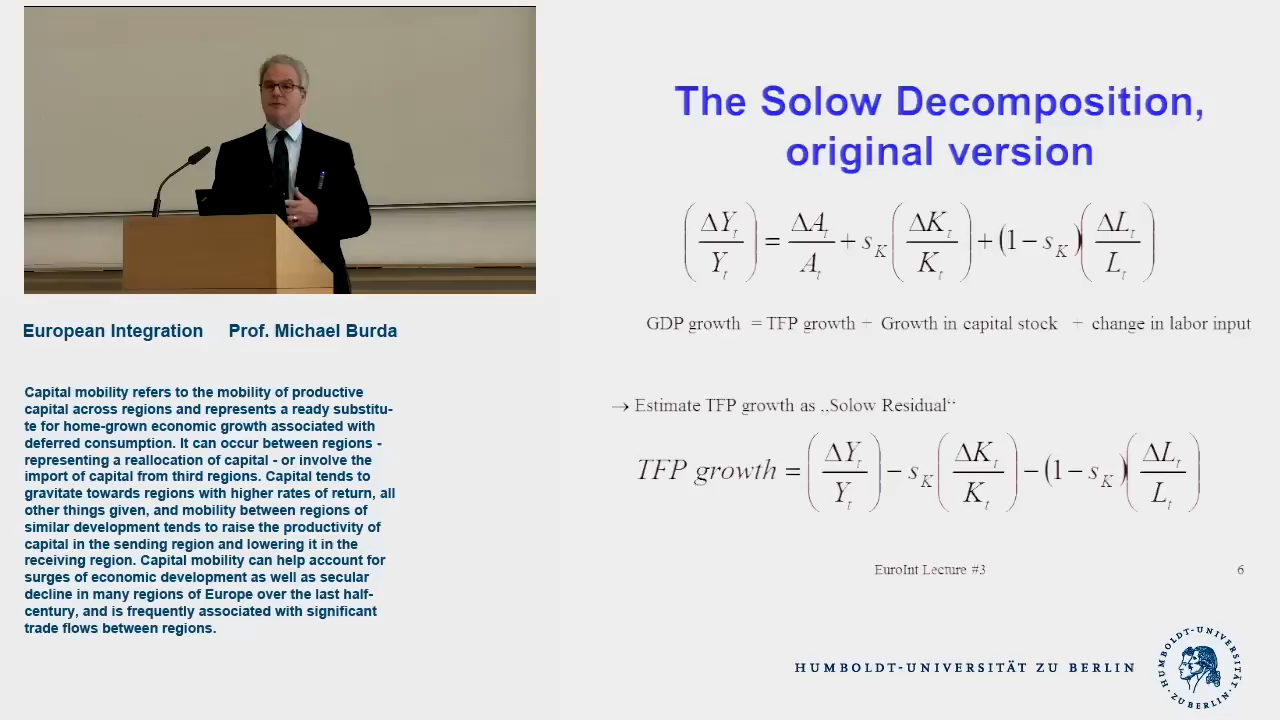 The Solow Decomposition,
original version
(ΔY_t / Y_t) = ΔA_t / A_t + s_K (ΔK_t / K_t) + (1 − s_K)(ΔL_t / L_t)
GDP growth = TFP growth + Growth in capital stock + change in labor input
→ Estimate TFP growth as „Solow Residual“
TFP growth = (ΔY_t / Y_t) − s_K (ΔK_t / K_t) − (1 − s_K)(ΔL_t / L_t)
EuroInt Lecture #3 6
European Integration Prof. Michael Burda
Capital mobility refers to the mobility of productive
capital across regions and represents a ready substitu-
te for home-grown economic growth associated with
deferred consumption. It can occur between regions -
representing a reallocation of capital - or involve the
import of capital from third regions. Capital tends to
gravitate towards regions with higher rates of return, all
other things given, and mobility between regions of
similar development tends to raise the productivity of
capital in the sending region and lowering it in the
receiving region. Capital mobility can help account for
surges of economic development as well as secular
decline in many regions of Europe over the last half-
century, and is frequently associated with significant
trade flows between regions.
HUMBOLDT-UNIVERSITÄT ZU BERLIN
HUMBOLDT-UNIVERSITÄT ZU BERLIN